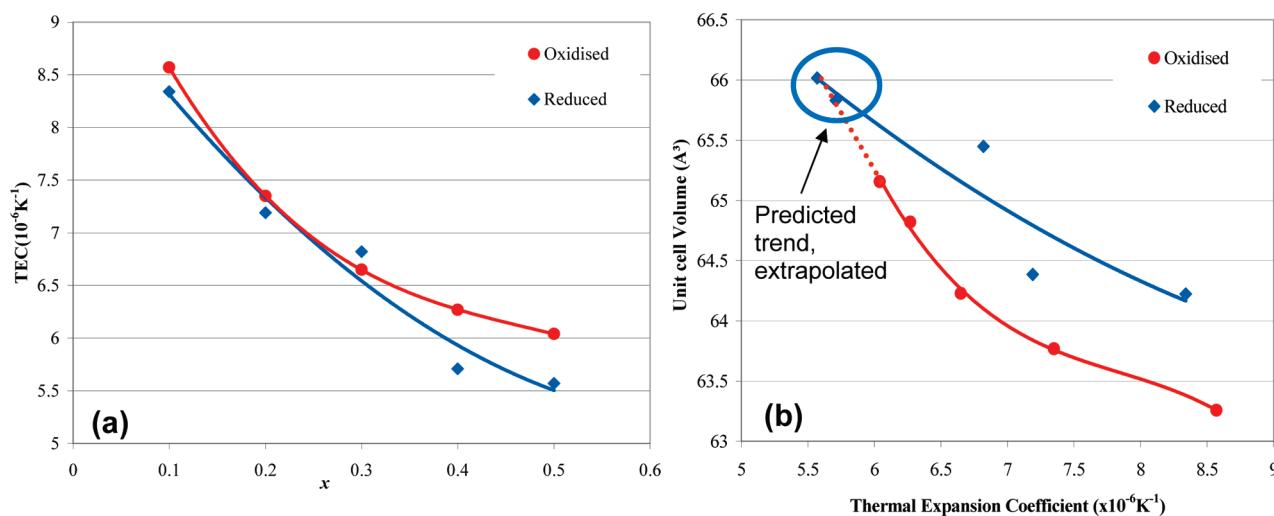 9
8.5
8
7.5
7
6.5
6
5.5
5
TEC(10⁻⁶K⁻¹)
Oxidised
Reduced
(a)
0 0.1 0.2 0.3 0.4 0.5 0.6
x
66.5
66
65.5
65
64.5
64
63.5
63
Unit cell Volume (A³)
Oxidised
Reduced
Predicted
trend,
extrapolated
(b)
5 5.5 6 6.5 7 7.5 8 8.5 9
Thermal Expansion Coefficient (x10⁻⁶K⁻¹)